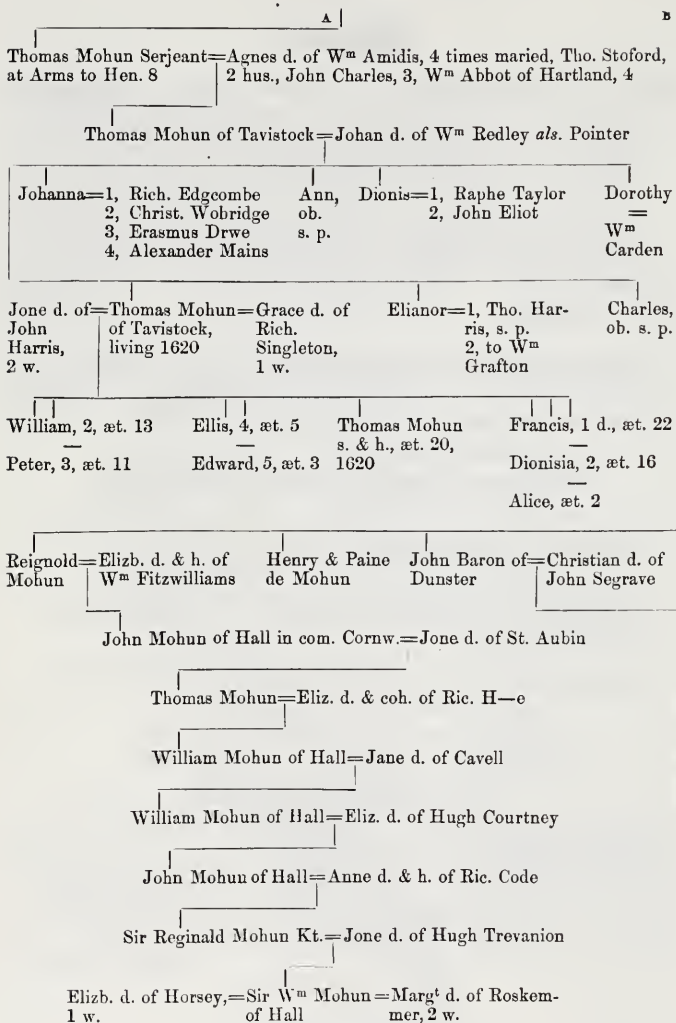 A B
Thomas Mohun Serjeant=Agnes d. of Wᵐ Amidis, 4 times maried, Tho. Stoford,
at Arms to Hen. 8 2 hus., John Charles, 3, Wᵐ Abbot of Hartland, 4
Thomas Mohun of Tavistock=Johan d. of Wᵐ Redley als. Pointer
Johanna=1, Rich. Edgcombe Ann, Dionis=1, Raphe Taylor Dorothy
2, Christ. Wobridge ob. 2, John Eliot =
3, Erasmus Drwe s. p. Wᵐ
4, Alexander Mains Carden
Jone d. of=Thomas Mohun=Grace d. of Elianor=1, Tho. Har- Charles,
John of Tavistock, Rich. ris, s. p. ob. s. p.
Harris, living 1620 Singleton, 2, to Wᵐ
2 w. 1 w. Grafton
William, 2, æt. 13 Ellis, 4, æt. 5 Thomas Mohun Francis, 1 d., æt. 22
— — s. & h., æt. 20, —
Peter, 3, æt. 11 Edward, 5, æt. 3 1620 Dionisia, 2, æt. 16
—
Alice, æt. 2
Reignold=Elizb. d. & h. of Henry & Paine John Baron of=Christian d. of
Mohun Wᵐ Fitzwilliams de Mohun Dunster John Segrave
John Mohun of Hall in com. Cornw.=Jone d. of St. Aubin
Thomas Mohun=Eliz. d. & coh. of Ric. H—e
William Mohun of Hall=Jane d. of Cavell
William Mohun of Hall=Eliz. d. of Hugh Courtney
John Mohun of Hall=Anne d. & h. of Ric. Code
Sir Reginald Mohun Kt.=Jone d. of Hugh Trevanion
Elizb. d. of Horsey,=Sir Wᵐ Mohun=Margᵗ d. of Roskem-
1 w. of Hall mer, 2 w.